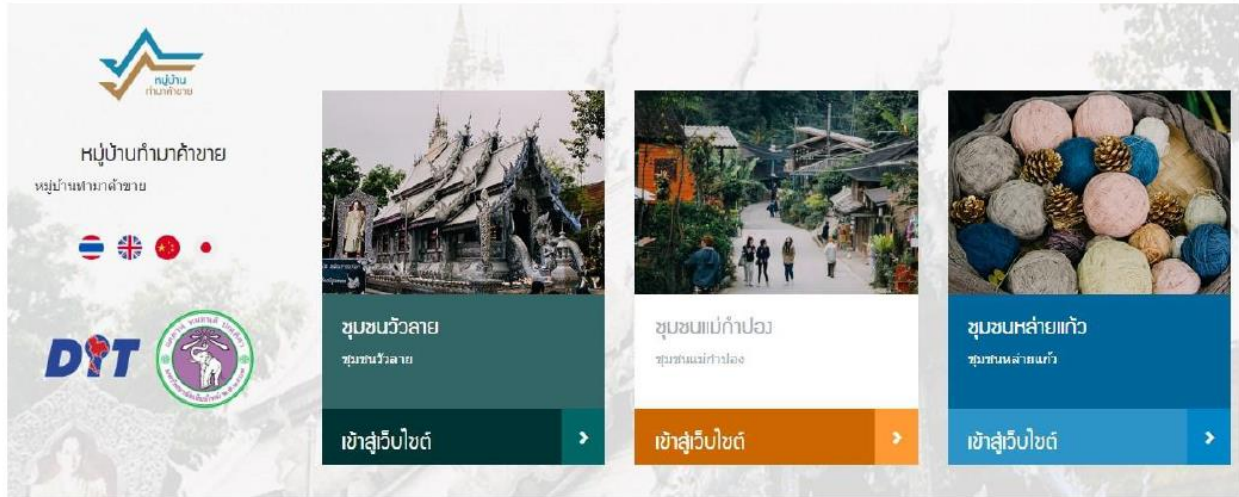 หมู่บ้าน
ทำมาค้าขาย
หมู่บ้านทำมาค้าขาย
หมู่บ้านทำมาค้าขาย
DIT
ชุมชนวัวลาย
ชุมชนวัวลาย
เข้าสู่เว็บไซต์
ชุมชนแม่กำปอง
ชุมชนแม่กำปอง
เข้าสู่เว็บไซต์
ชุมชนหล่ายแก้ว
ชุมชนหล่ายแก้ว
เข้าสู่เว็บไซต์